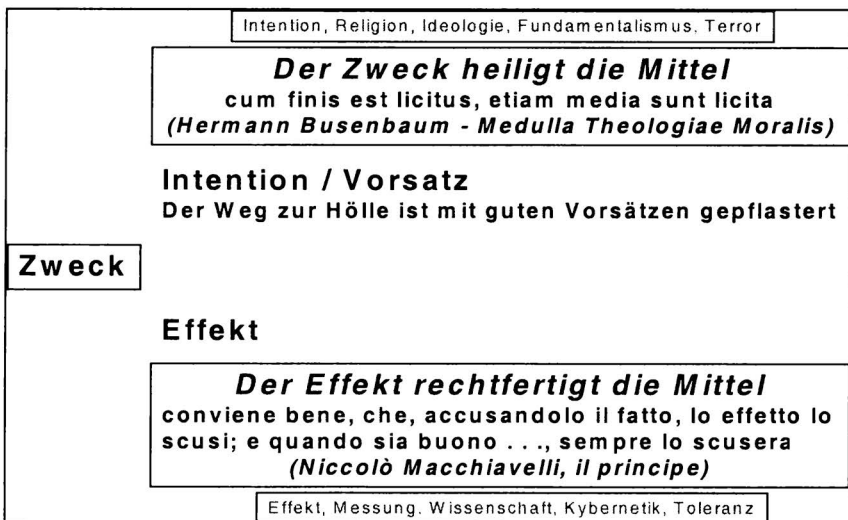 Intention, Religion, Ideologie, Fundamentalismus, Terror
Der Zweck heiligt die Mittel
cum finis est licitus, etiam media sunt licita
(Hermann Busenbaum - Medulla Theologiae Moralis)
Intention / Vorsatz
Der Weg zur Hölle ist mit guten Vorsätzen gepflastert
Zweck
Effekt
Der Effekt rechtfertigt die Mittel
conviene bene, che, accusandolo il fatto, lo effetto lo
scusi; e quando sia buono . . ., sempre lo scusera
(Niccolò Macchiavelli, il principe)
Effekt, Messung. Wissenschaft, Kybernetik, Toleranz